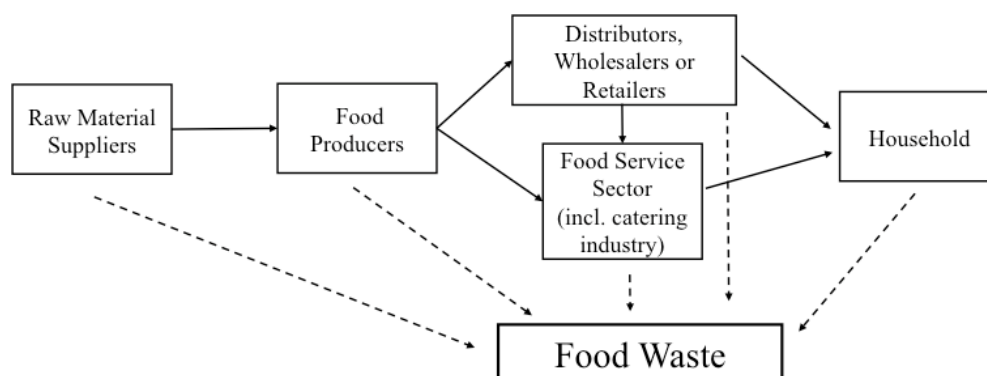 Raw Material
Suppliers
Food
Producers
Distributors,
Wholesalers or
Retailers
Food Service
Sector
(incl. catering
industry)
Household
Food Waste